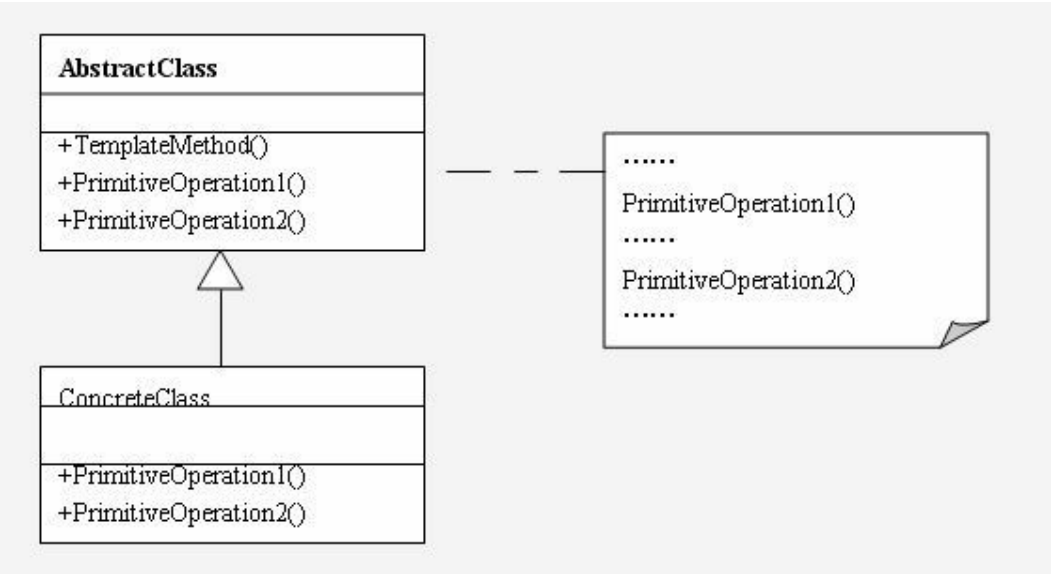 AbstractClass
+TemplateMethod()
+PrimitiveOperation1()
+PrimitiveOperation2()
……
PrimitiveOperation1()
……
PrimitiveOperation2()
……
ConcreteClass
+PrimitiveOperation1()
+PrimitiveOperation2()